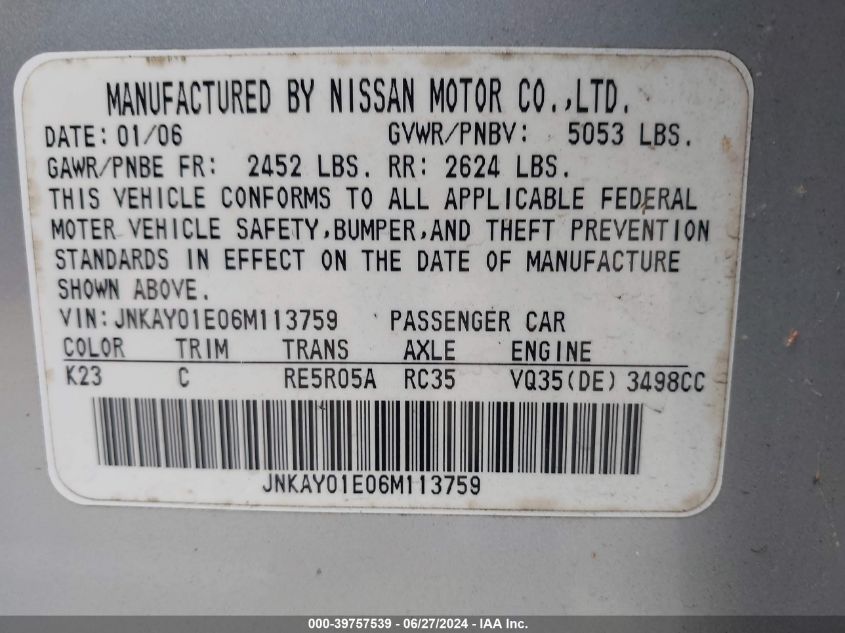 MANUFACTURED BY NISSAN MOTOR CO.,LTD.
DATE: 01/06 GVWR/PNBV: 5053 LBS.
GAWR/PNBE FR: 2452 LBS. RR: 2624 LBS.
THIS VEHICLE CONFORMS TO ALL APPLICABLE FEDERAL
MOTER VEHICLE SAFETY,BUMPER,AND THEFT PREVENTION
STANDARDS IN EFFECT ON THE DATE OF MANUFACTURE
SHOWN ABOVE.
VIN: JNKAY01E06M113759 PASSENGER CAR
COLOR TRIM TRANS AXLE ENGINE
K23 C RE5R05A RC35 VQ35(DE) 3498CC
JNKAY01E06M113759
000-39757539 - 06/27/2024 - IAA Inc.